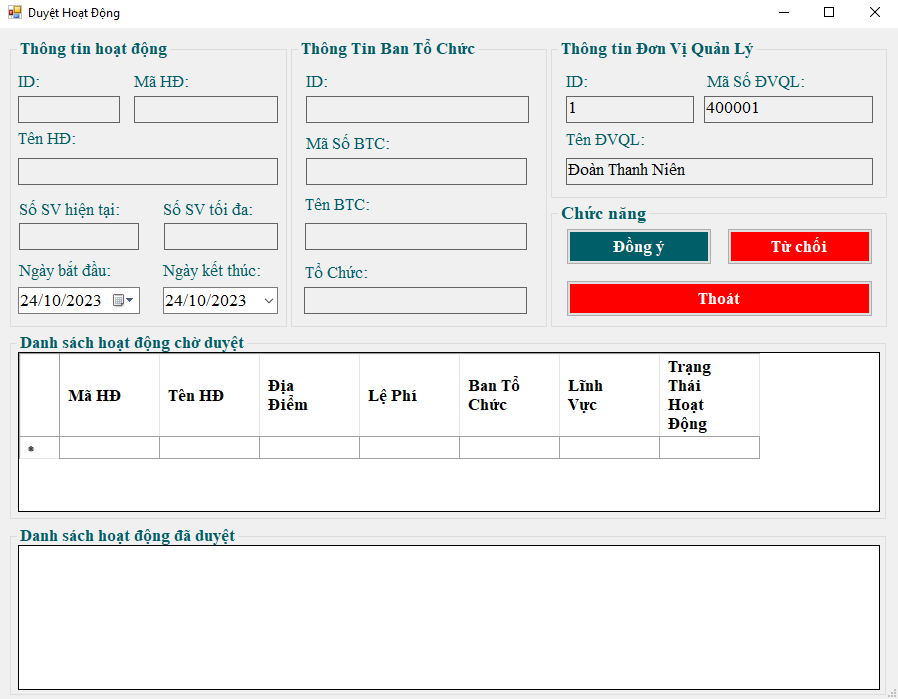 Duyệt Hoạt Động
Thông tin hoạt động
ID:
Mã HĐ:
Tên HĐ:
Số SV hiện tại:
Số SV tối đa:
Ngày bắt đầu:
Ngày kết thúc:
24/10/2023
24/10/2023
Thông Tin Ban Tổ Chức
ID:
Mã Số BTC:
Tên BTC:
Tổ Chức:
Thông tin Đơn Vị Quản Lý
ID:
Mã Số ĐVQL:
1
400001
Tên ĐVQL:
Đoàn Thanh Niên
Chức năng
Đồng ý
Từ chối
Thoát
Danh sách hoạt động chờ duyệt
Mã HĐ
Tên HĐ
Địa
Điểm
Lệ Phí
Ban Tổ
Chức
Lĩnh
Vực
Trạng
Thái
Hoạt
Động
*
Danh sách hoạt động đã duyệt